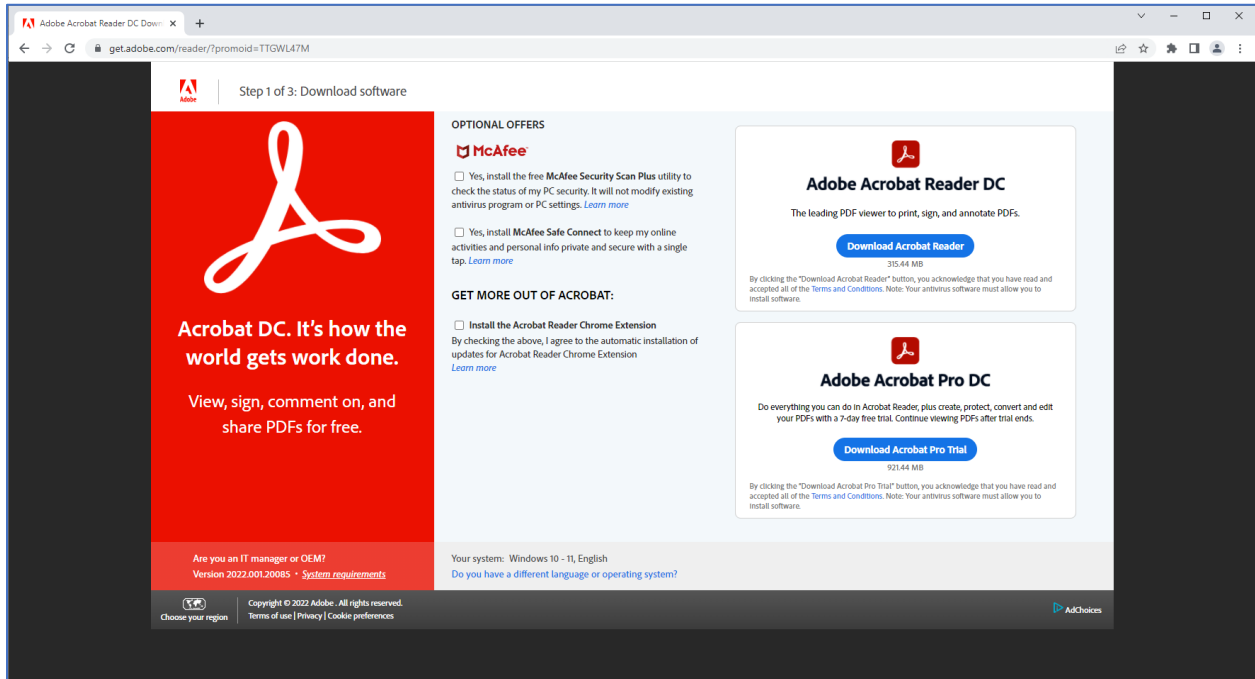 Adobe Acrobat Reader DC Down
get.adobe.com/reader/?promoid=TTGWL47M
Adobe
Step 1 of 3: Download software
Acrobat DC. It's how the
world gets work done.
View, sign, comment on, and
share PDFs for free.
OPTIONAL OFFERS
McAfee
Yes, install the free McAfee Security Scan Plus utility to
check the status of my PC security. It will not modify existing
antivirus program or PC settings. Learn more
Yes, install McAfee Safe Connect to keep my online
activities and personal info private and secure with a single
tap. Learn more
GET MORE OUT OF ACROBAT:
Install the Acrobat Reader Chrome Extension
By checking the above, I agree to the automatic installation of
updates for Acrobat Reader Chrome Extension
Learn more
Adobe Acrobat Reader DC
The leading PDF viewer to print, sign, and annotate PDFs.
Download Acrobat Reader
315.44 MB
By clicking the "Download Acrobat Reader" button, you acknowledge that you have read and
accepted all of the Terms and Conditions. Note: Your antivirus software must allow you to
install software.
Adobe Acrobat Pro DC
Do everything you can do in Acrobat Reader, plus create, protect, convert and edit
your PDFs with a 7-day free trial. Continue viewing PDFs after trial ends.
Download Acrobat Pro Trial
921.44 MB
By clicking the "Download Acrobat Pro Trial" button, you acknowledge that you have read and
accepted all of the Terms and Conditions. Note: Your antivirus software must allow you to
install software.
Are you an IT manager or OEM?
Version 2022.001.20085 • System requirements
Your system: Windows 10 - 11, English
Do you have a different language or operating system?
Choose your region
Copyright © 2022 Adobe . All rights reserved.
Terms of use | Privacy | Cookie preferences
AdChoices